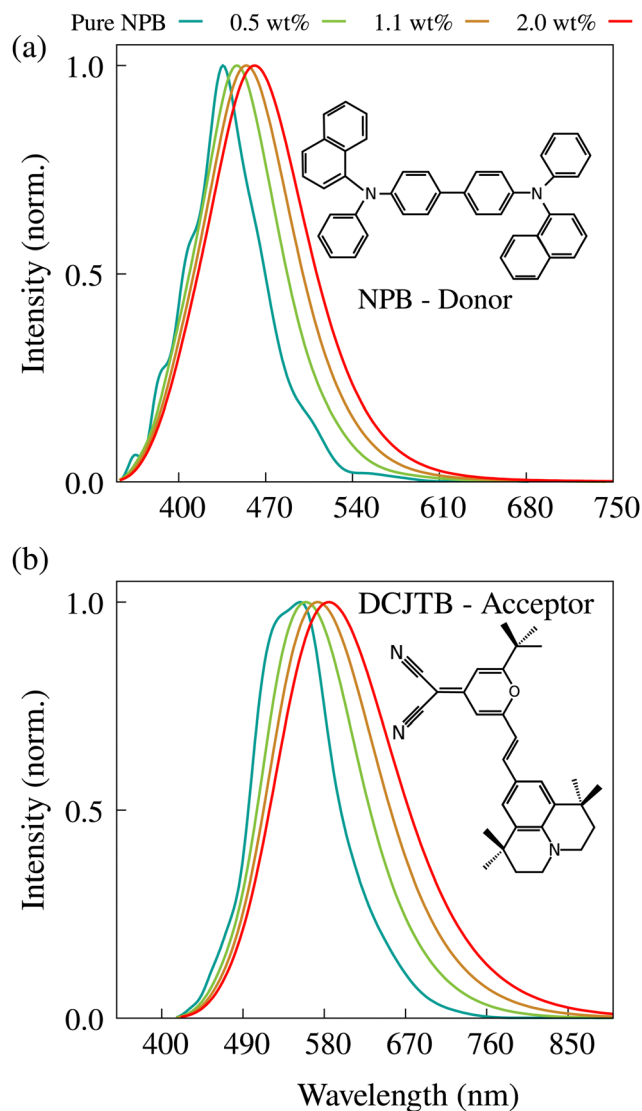 Pure NPB 0.5 wt% 1.1 wt% 2.0 wt%
(a)
1.0
0.5
0.0
Intensity (norm.)
N
N
NPB - Donor
400 470 540 610 680 750
(b)
1.0
0.5
0.0
Intensity (norm.)
DCJTB - Acceptor
N
O
N
N
400 490 580 670 760 850
Wavelength (nm)